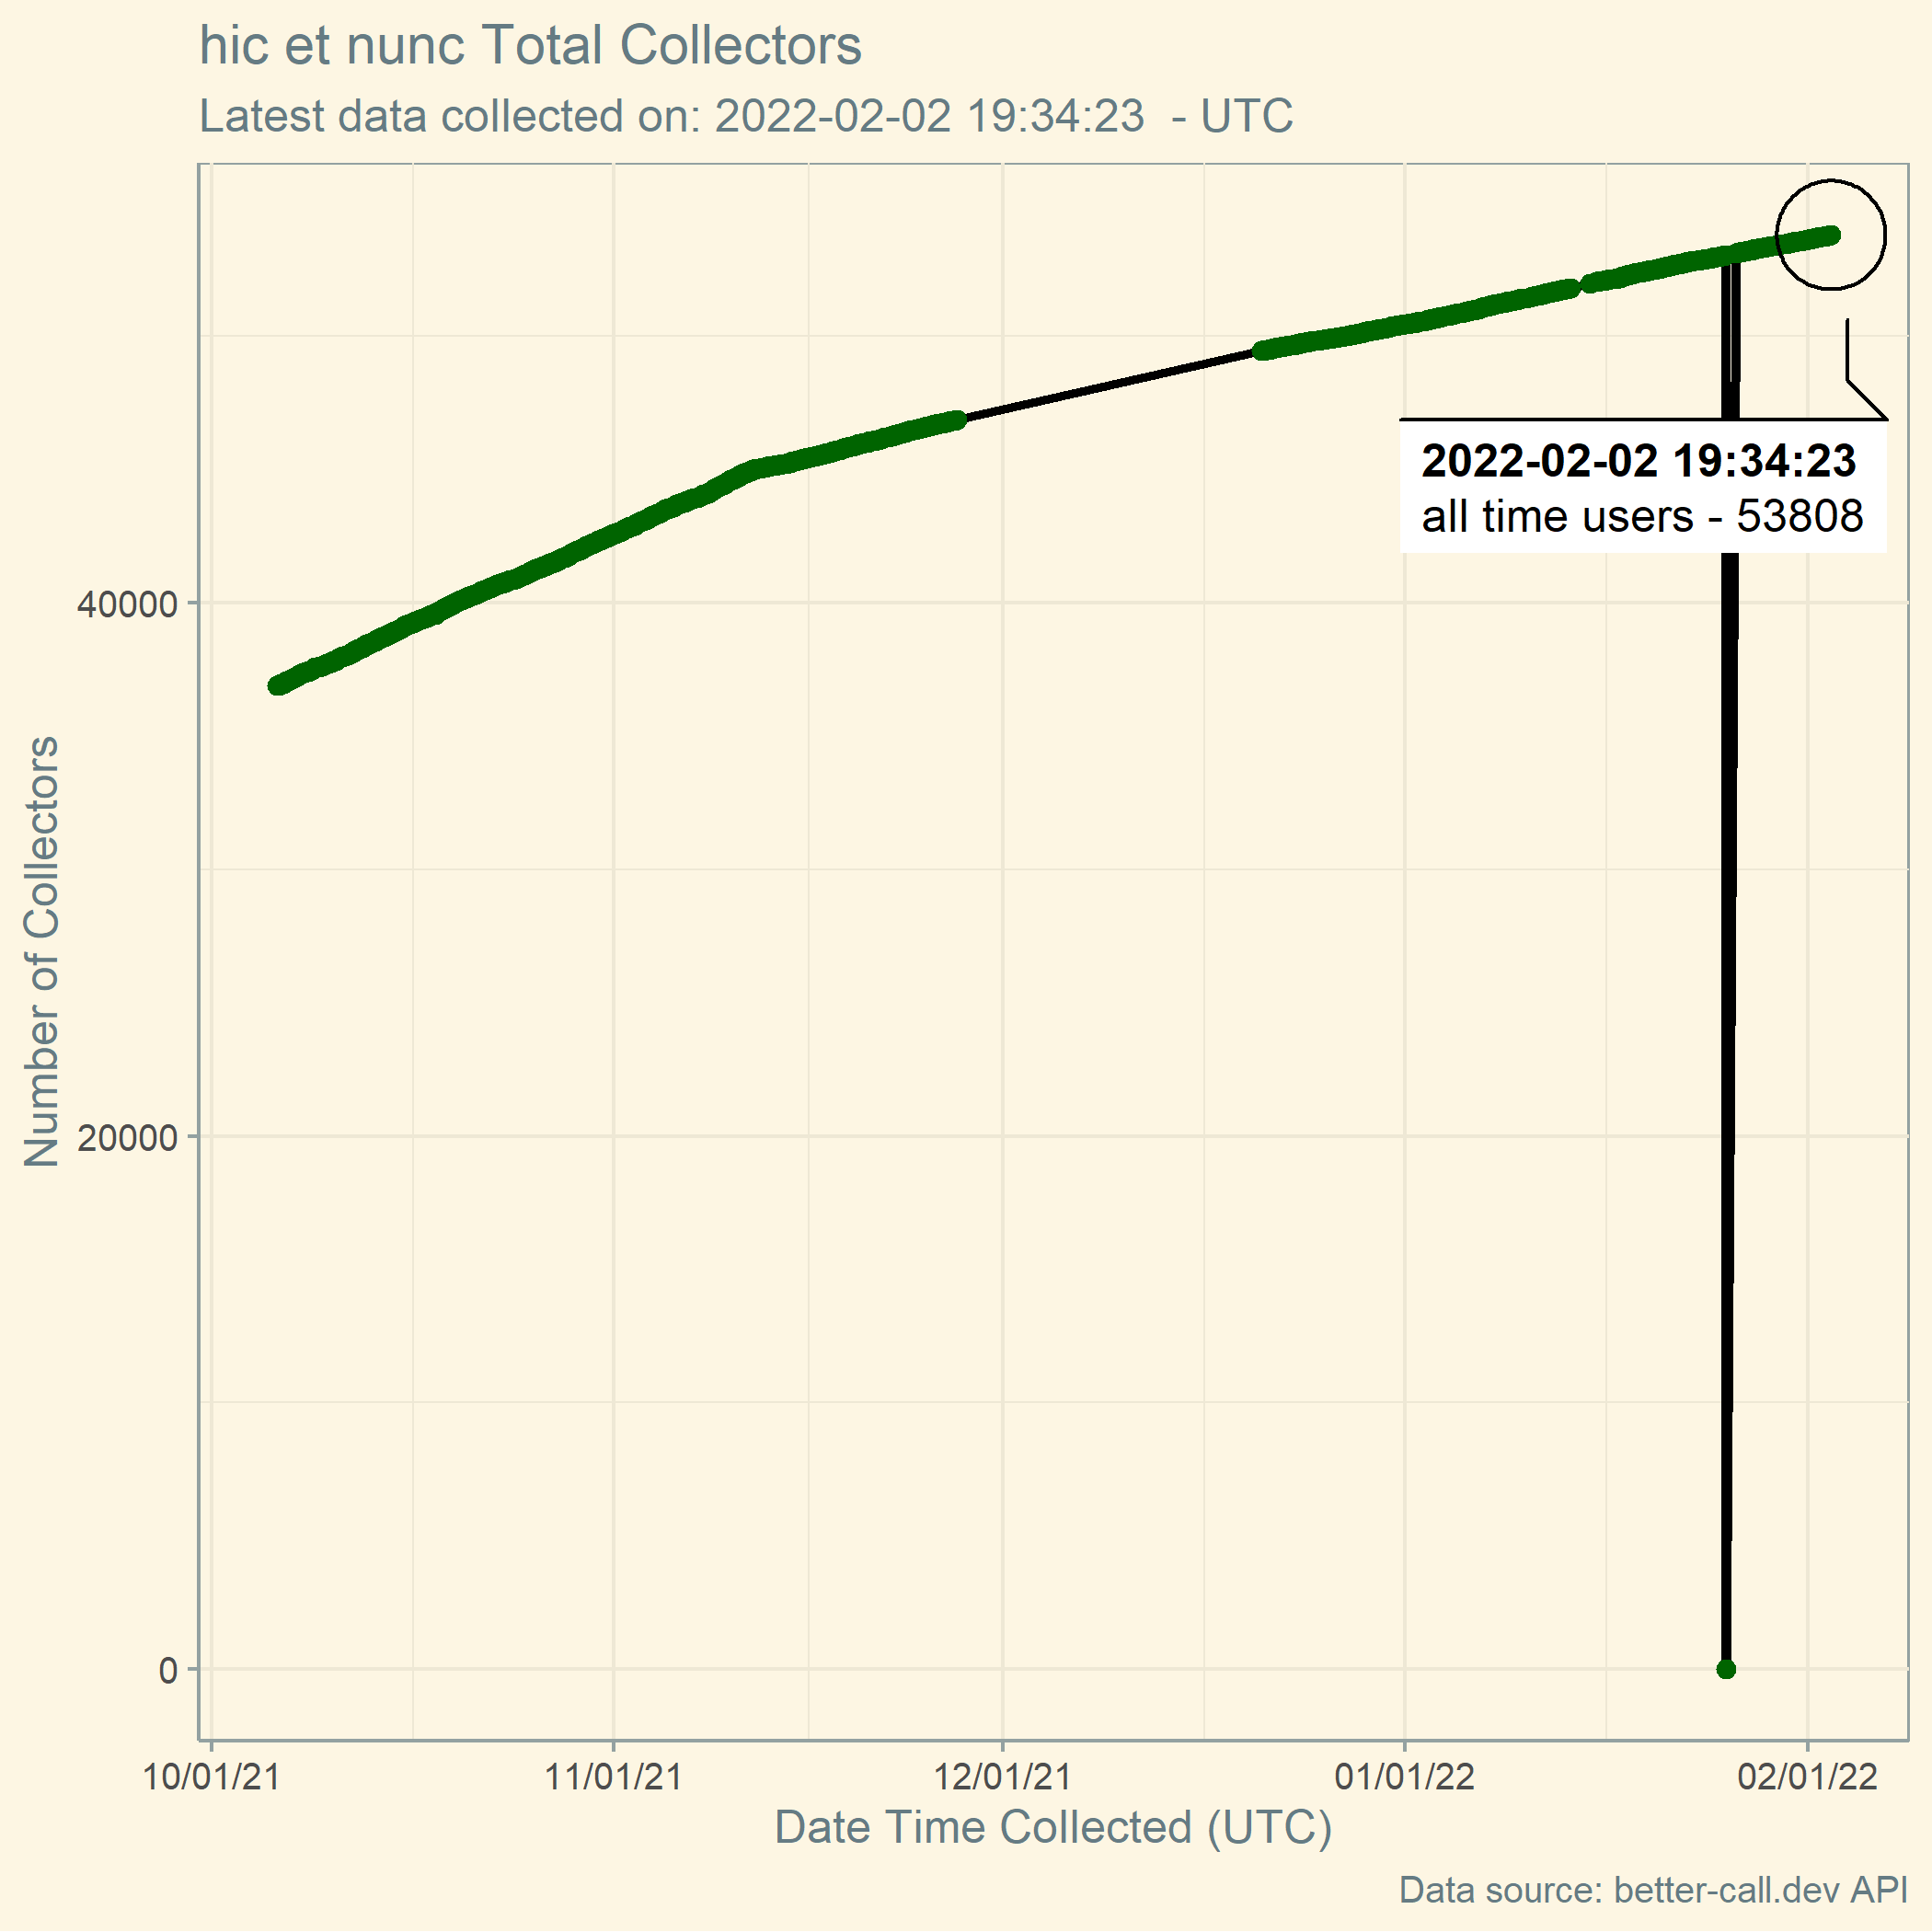 hic et nunc Total Collectors
Latest data collected on: 2022-02-02 19:34:23  - UTC
2022-02-02 19:34:23
all time users - 53808
Number of Collectors
40000
20000
0
10/01/21
11/01/21
12/01/21
01/01/22
02/01/22
Date Time Collected (UTC)
Data source: better-call.dev API